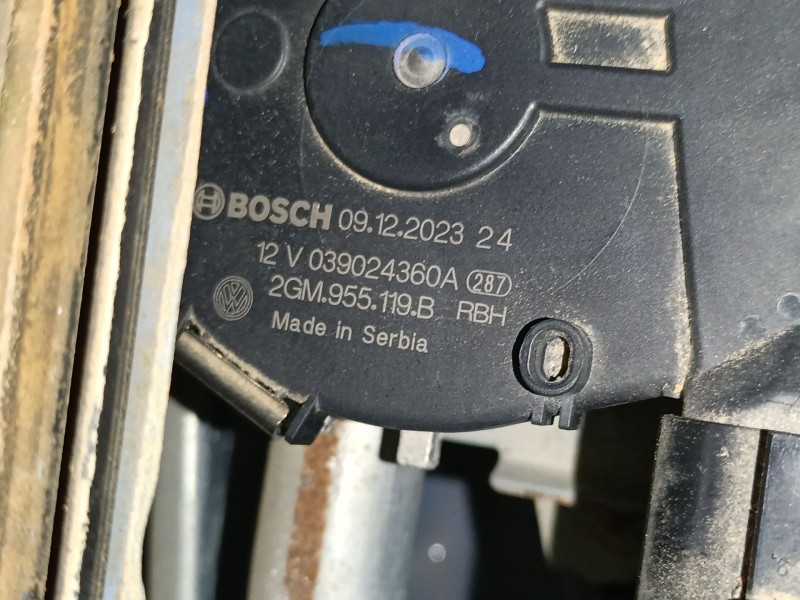 BOSCH 09.12.2023 24
12 V 039024360A 287
2GM.955.119.B RBH
Made in Serbia